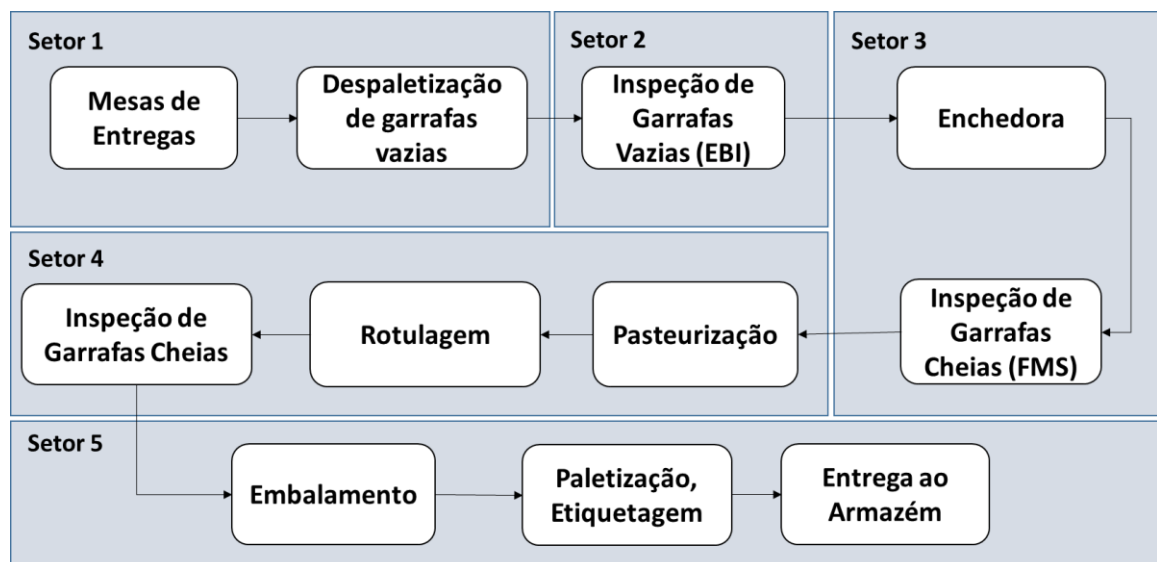 Setor 1
Mesas de
Entregas
Despaletização
de garrafas
vazias
Setor 2
Inspeção de
Garrafas
Vazias (EBI)
Setor 3
Enchedora
Inspeção de
Garrafas
Cheias (FMS)
Setor 4
Pasteurização
Rotulagem
Inspeção de
Garrafas Cheias
Setor 5
Embalamento
Paletização,
Etiquetagem
Entrega ao
Armazém